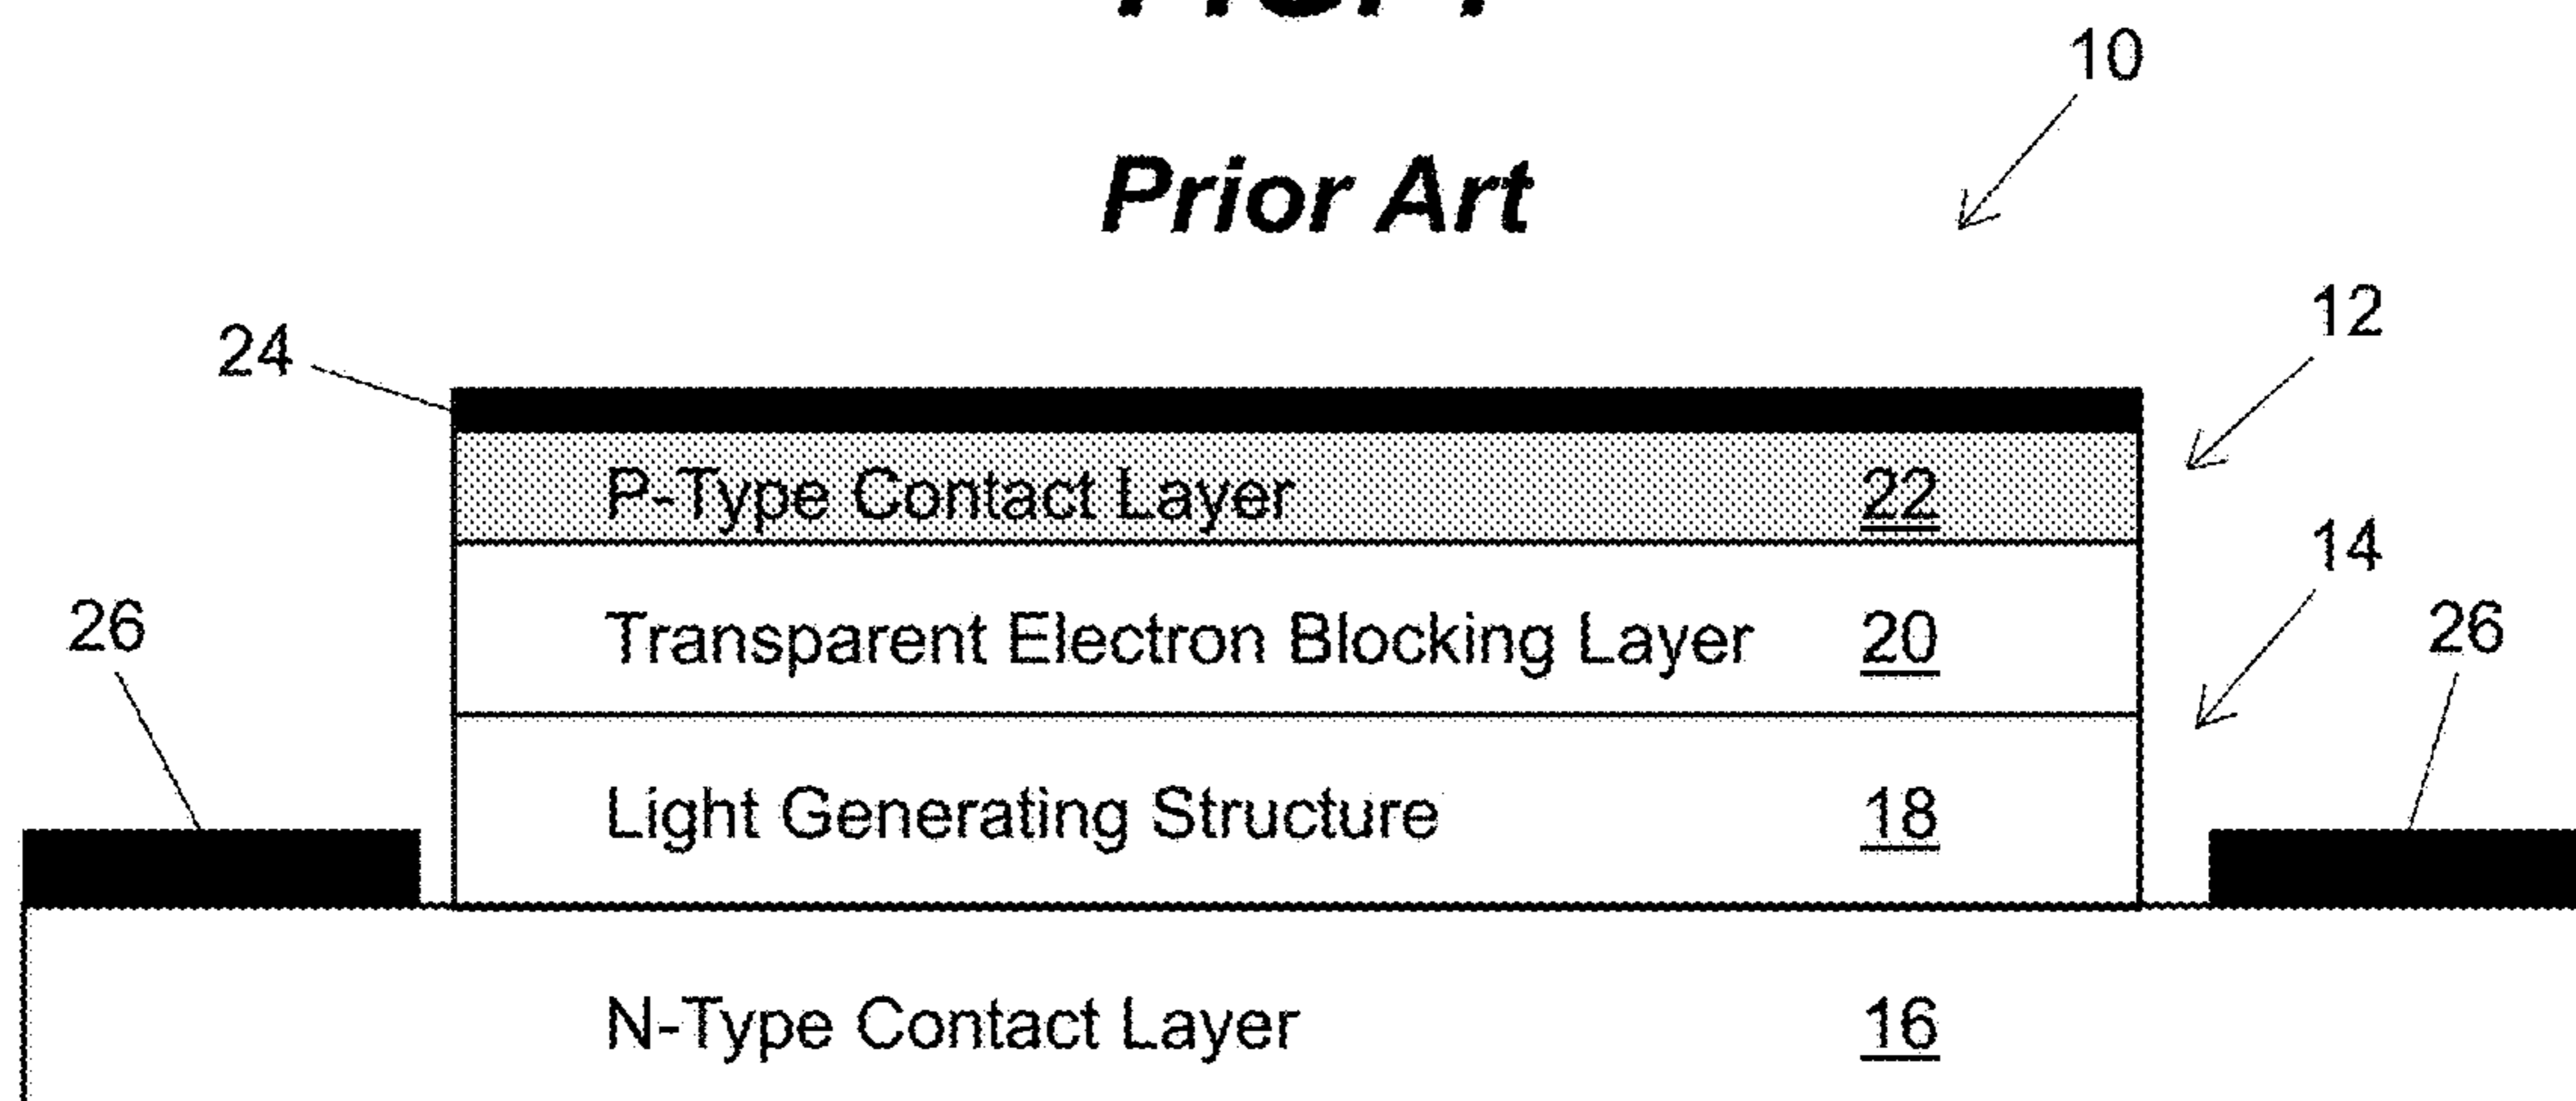 Prior Art
10
12
24
P-Type Contact Layer 22
14
26
Transparent Electron Blocking Layer 20
26
Light Generating Structure 18
N-Type Contact Layer 16